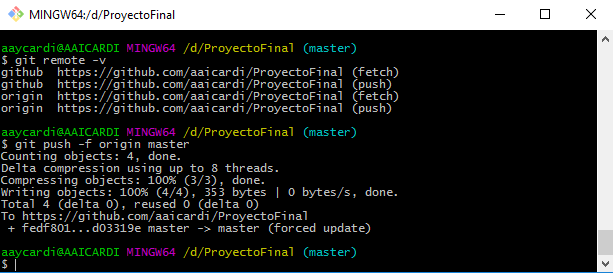 MINGW64:/d/ProyectoFinal
aaycardi@AAICARDI MINGW64 /d/ProyectoFinal (master)
$ git remote -v
github  https://github.com/aaicardi/ProyectoFinal (fetch)
github  https://github.com/aaicardi/ProyectoFinal (push)
origin  https://github.com/aaicardi/ProyectoFinal (fetch)
origin  https://github.com/aaicardi/ProyectoFinal (push)
aaycardi@AAICARDI MINGW64 /d/ProyectoFinal (master)
$ git push -f origin master
Counting objects: 4, done.
Delta compression using up to 8 threads.
Compressing objects: 100% (3/3), done.
Writing objects: 100% (4/4), 353 bytes | 0 bytes/s, done.
Total 4 (delta 0), reused 0 (delta 0)
To https://github.com/aaicardi/ProyectoFinal
 + fedf801...d03319e master -> master (forced update)
aaycardi@AAICARDI MINGW64 /d/ProyectoFinal (master)
$